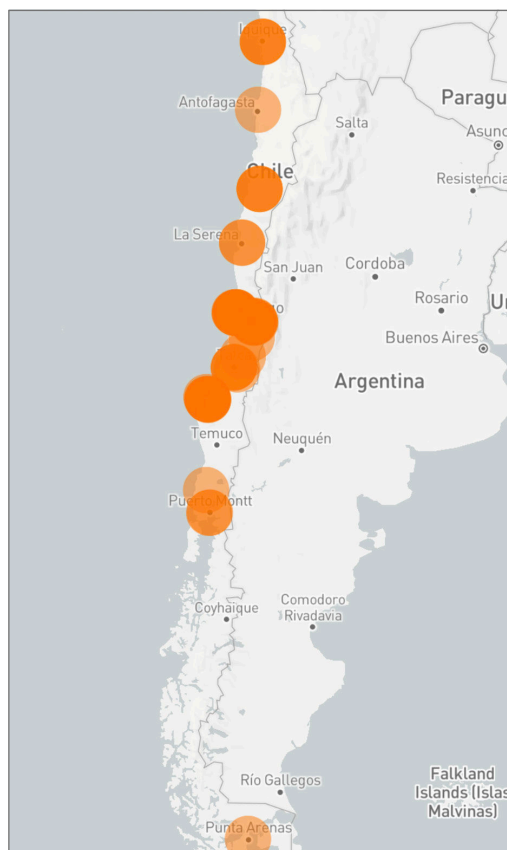 Iquique
Antofagasta
Salta
Paragu
Asunc
Chile
Resistencia
La Serena
San Juan
Cordoba
Rosario
Ur
Buenos Aires
Argentina
Temuco
Neuquén
Puerto Montt
Coyhaique
Comodoro
Rivadavia
Río Gallegos
Falkland
Islands (Islas
Malvinas)
Punta Arenas